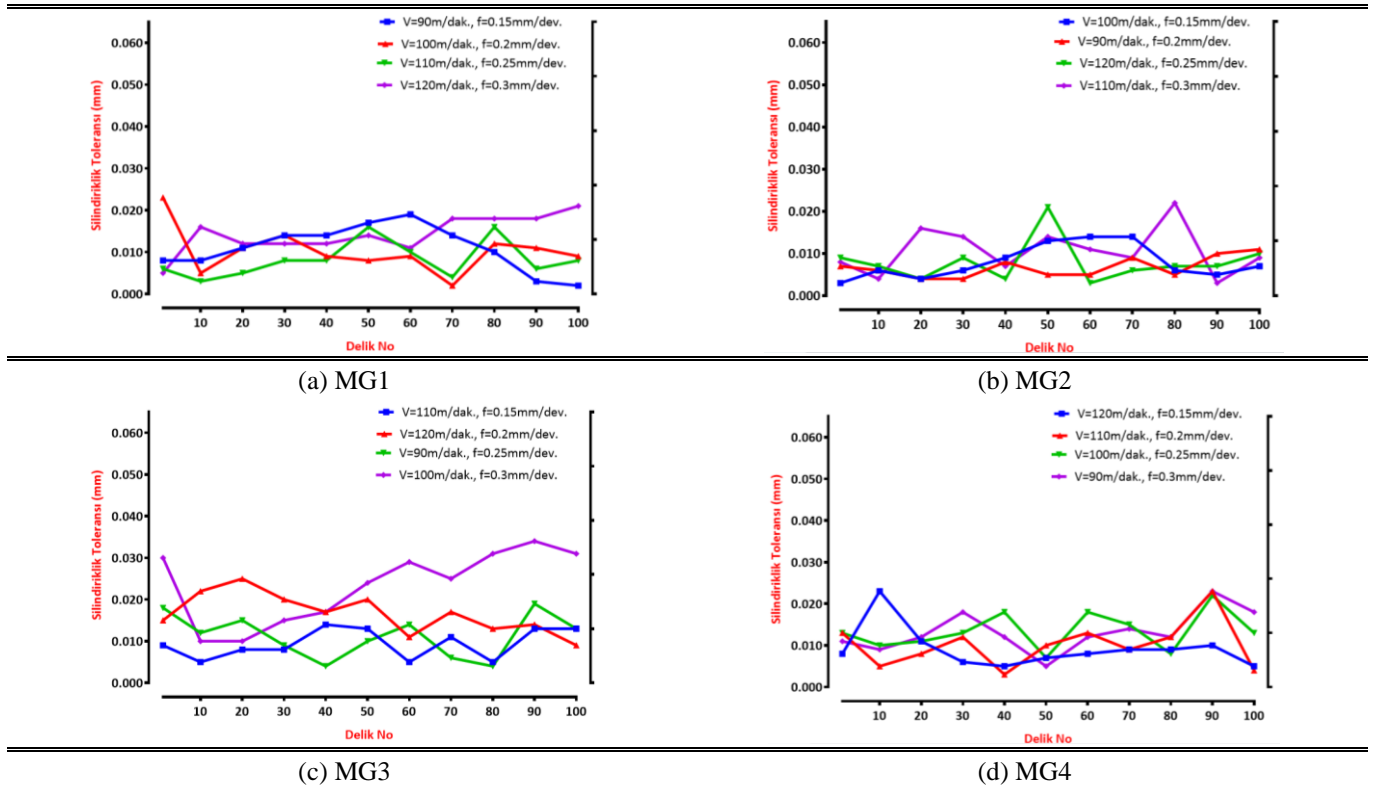 V=90m/dak., f=0.15mm/dev.
V=100m/dak., f=0.2mm/dev.
V=110m/dak., f=0.25mm/dev.
V=120m/dak., f=0.3mm/dev.
Silindiriklik Toleransı (mm)
0.060
0.050
0.040
0.030
0.020
0.010
0.000
10 20 30 40 50 60 70 80 90 100
Delik No
(a) MG1
V=100m/dak., f=0.15mm/dev.
V=90m/dak., f=0.2mm/dev.
V=120m/dak., f=0.25mm/dev.
V=110m/dak., f=0.3mm/dev.
Silindiriklik Toleransı (mm)
0.060
0.050
0.040
0.030
0.020
0.010
0.000
10 20 30 40 50 60 70 80 90 100
Delik No
(b) MG2
V=110m/dak., f=0.15mm/dev.
V=120m/dak., f=0.2mm/dev.
V=90m/dak., f=0.25mm/dev.
V=100m/dak., f=0.3mm/dev.
Silindiriklik Toleransı (mm)
0.060
0.050
0.040
0.030
0.020
0.010
0.000
10 20 30 40 50 60 70 80 90 100
Delik No
(c) MG3
V=120m/dak., f=0.15mm/dev.
V=110m/dak., f=0.2mm/dev.
V=100m/dak., f=0.25mm/dev.
V=90m/dak., f=0.3mm/dev.
Silindiriklik Toleransı (mm)
0.060
0.050
0.040
0.030
0.020
0.010
0.000
10 20 30 40 50 60 70 80 90 100
Delik No
(d) MG4